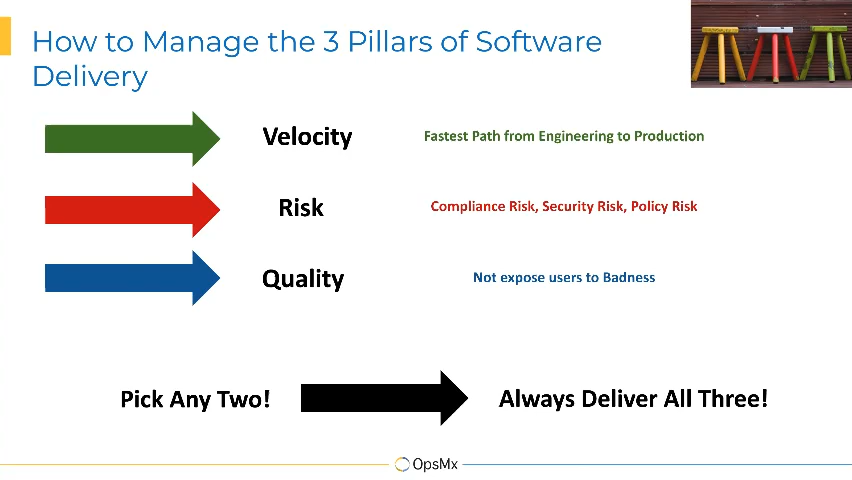 How to Manage the 3 Pillars of Software
Delivery
Velocity
Fastest Path from Engineering to Production
Risk
Compliance Risk, Security Risk, Policy Risk
Quality
Not expose users to Badness
Pick Any Two!
Always Deliver All Three!
OpsMx